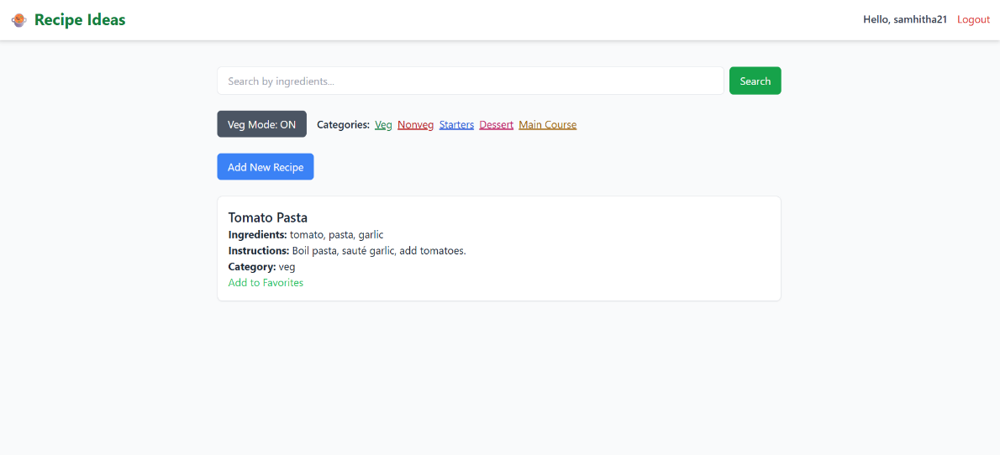 Recipe Ideas
Hello, samhitha21 Logout
Search by ingredients...
Search
Veg Mode: ON
Categories: Veg Nonveg Starters Dessert Main Course
Add New Recipe
Tomato Pasta
Ingredients: tomato, pasta, garlic
Instructions: Boil pasta, sauté garlic, add tomatoes.
Category: veg
Add to Favorites